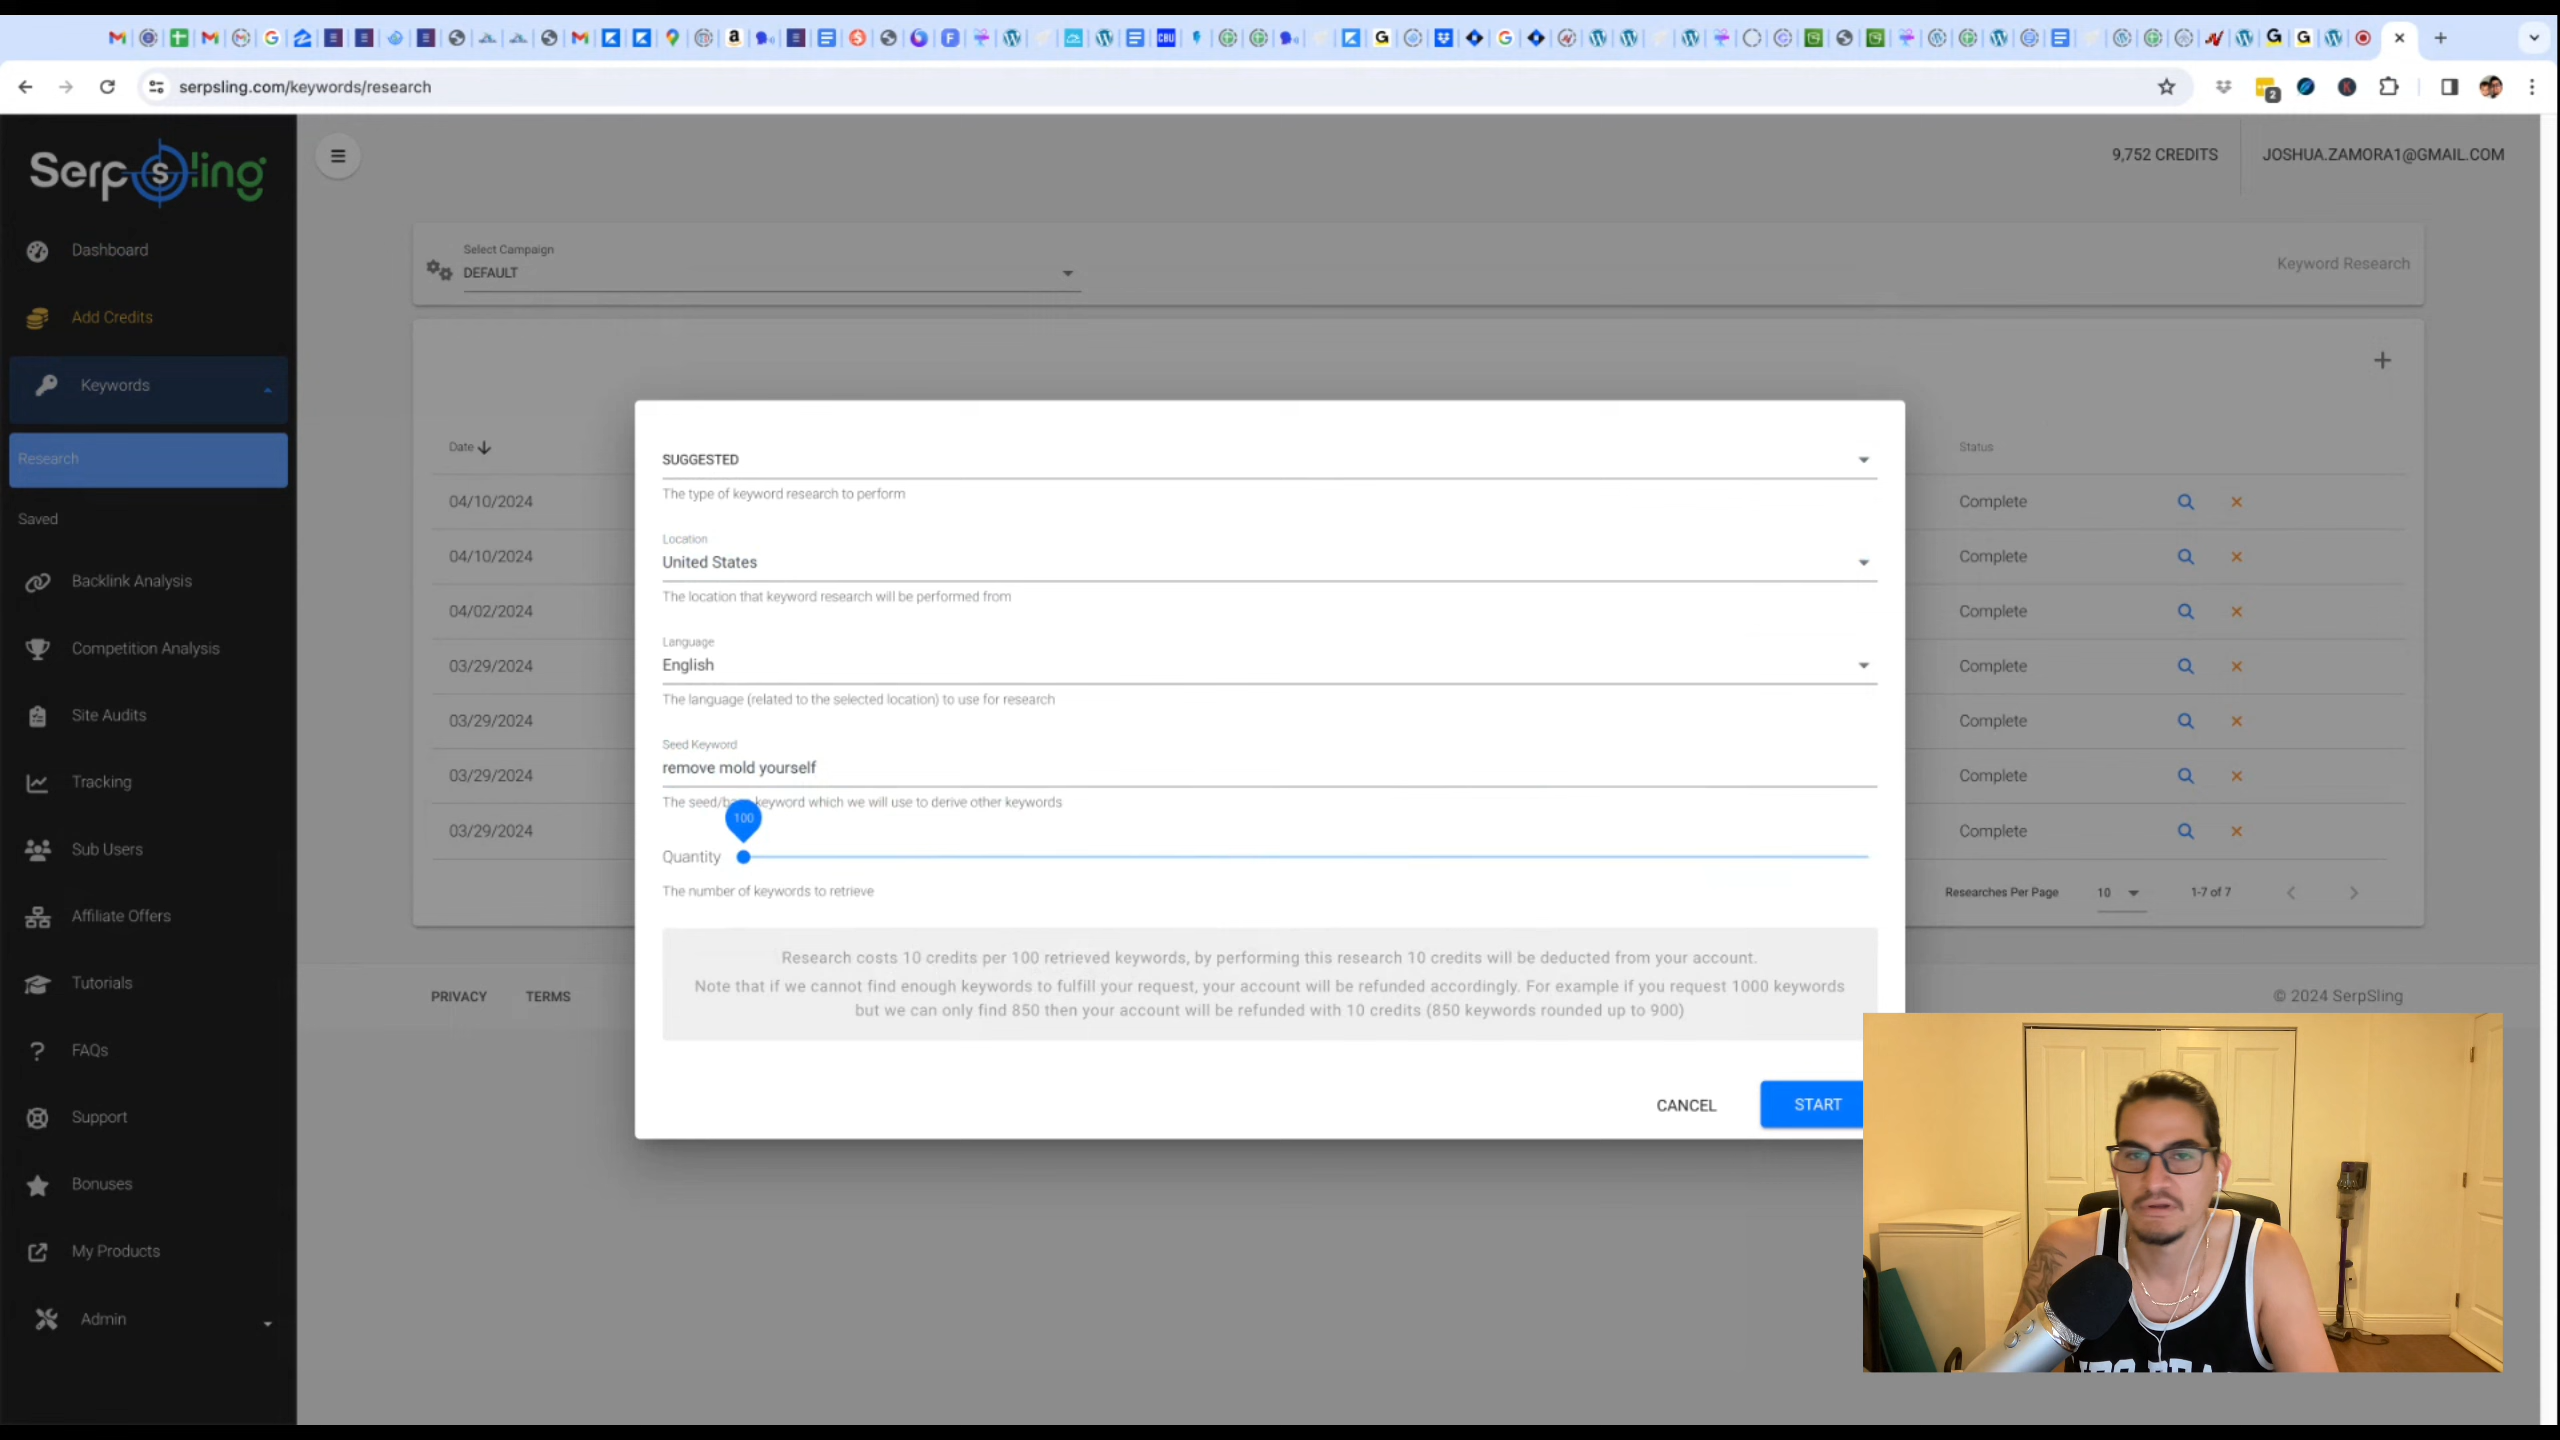 serpsling.com/keywords/research
2
SerpSling
9,752 CREDITS
JOSHUA.ZAMORA1@GMAIL.COM
Dashboard
Add Credits
Keywords
Research
Saved
Backlink Analysis
Competition Analysis
Site Audits
Tracking
Sub Users
Affiliate Offers
Tutorials
FAQs
Support
Bonuses
My Products
Admin
Select Campaign
DEFAULT
Keyword Research
Date
Status
04/10/2024
Complete
04/10/2024
Complete
04/02/2024
Complete
03/29/2024
Complete
03/29/2024
Complete
03/29/2024
Complete
03/29/2024
Complete
Researches Per Page
10
1-7 of 7
SUGGESTED
The type of keyword research to perform
Location
United States
The location that keyword research will be performed from
Language
English
The language (related to the selected location) to use for research
Seed Keyword
remove mold yourself
The seed/ keyword which we will use to derive other keywords
100
Quantity
The number of keywords to retrieve
Research costs 10 credits per 100 retrieved keywords, by performing this research 10 credits will be deducted from your account.
Note that if we cannot find enough keywords to fulfill your request, your account will be refunded accordingly. For example if you request 1000 keywords
but we can only find 850 then your account will be refunded with 10 credits (850 keywords rounded up to 900)
CANCEL
START
PRIVACY
TERMS
© 2024 SerpSling